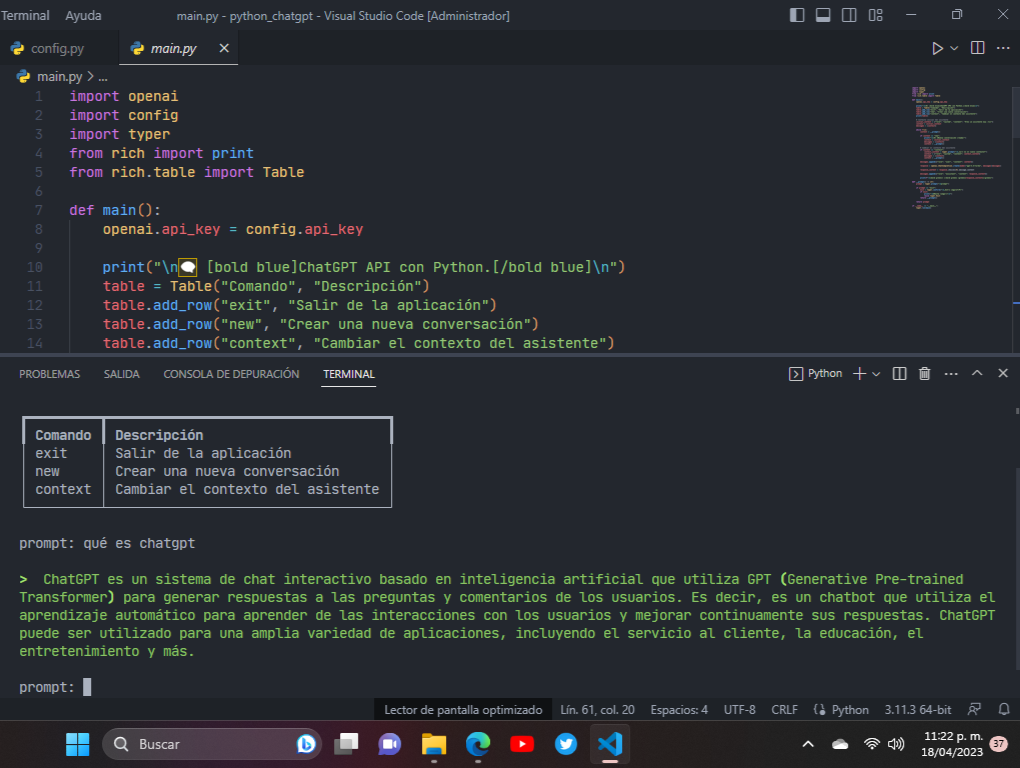 Terminal Ayuda main.py - python_chatgpt - Visual Studio Code [Administrador]
config.py main.py
main.py > ...
1 import openai
2 import config
3 import typer
4 from rich import print
5 from rich.table import Table
6
7 def main():
8 openai.api_key = config.api_key
9
10 print("\n💬 [bold blue]ChatGPT API con Python.[/bold blue]\n")
11 table = Table("Comando", "Descripción")
12 table.add_row("exit", "Salir de la aplicación")
13 table.add_row("new", "Crear una nueva conversación")
14 table.add_row("context", "Cambiar el contexto del asistente")
PROBLEMAS SALIDA CONSOLA DE DEPURACIÓN TERMINAL Python
Comando Descripción
exit Salir de la aplicación
new Crear una nueva conversación
context Cambiar el contexto del asistente
prompt: qué es chatgpt
> ChatGPT es un sistema de chat interactivo basado en inteligencia artificial que utiliza GPT (Generative Pre-trained
Transformer) para generar respuestas a las preguntas y comentarios de los usuarios. Es decir, es un chatbot que utiliza el
aprendizaje automático para aprender de las interacciones con los usuarios y mejorar continuamente sus respuestas. ChatGPT
puede ser utilizado para una amplia variedad de aplicaciones, incluyendo el servicio al cliente, la educación, el
entretenimiento y más.
prompt:
Lector de pantalla optimizado Lín. 61, col. 20 Espacios: 4 UTF-8 CRLF Python 3.11.3 64-bit
Buscar
11:22 p. m.
18/04/2023
37